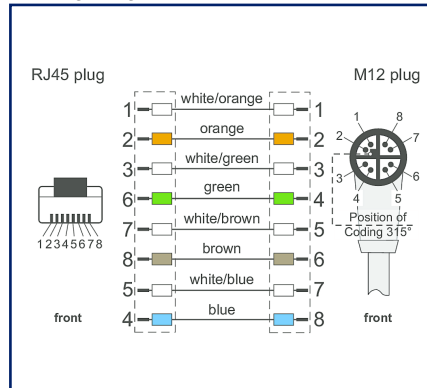 RJ45 plug
M12 plug
1 white/orange 1
2 orange 2
3 white/green 3
6 green 4
7 white/brown 5
8 brown 6
5 white/blue 7
4 blue 8
12345678
front
1 8
2 7
3 6
4 5
Position of
Coding 315°
front